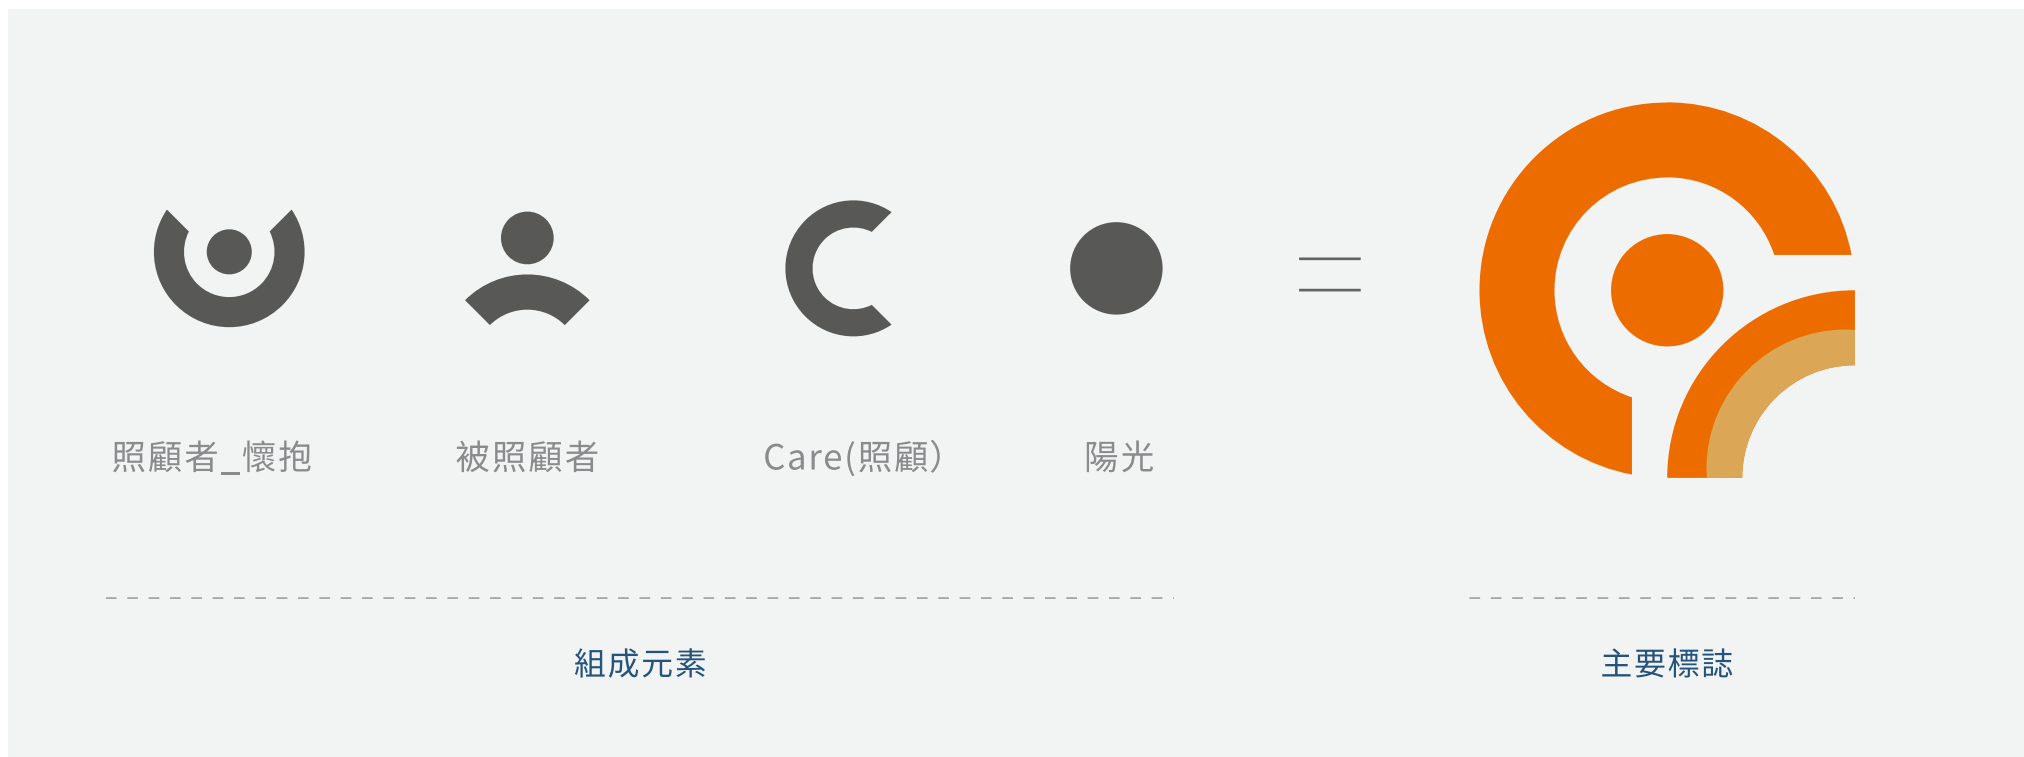 照顧者_懷抱
被照顧者
Care(照顧）
陽光
組成元素
主要標誌